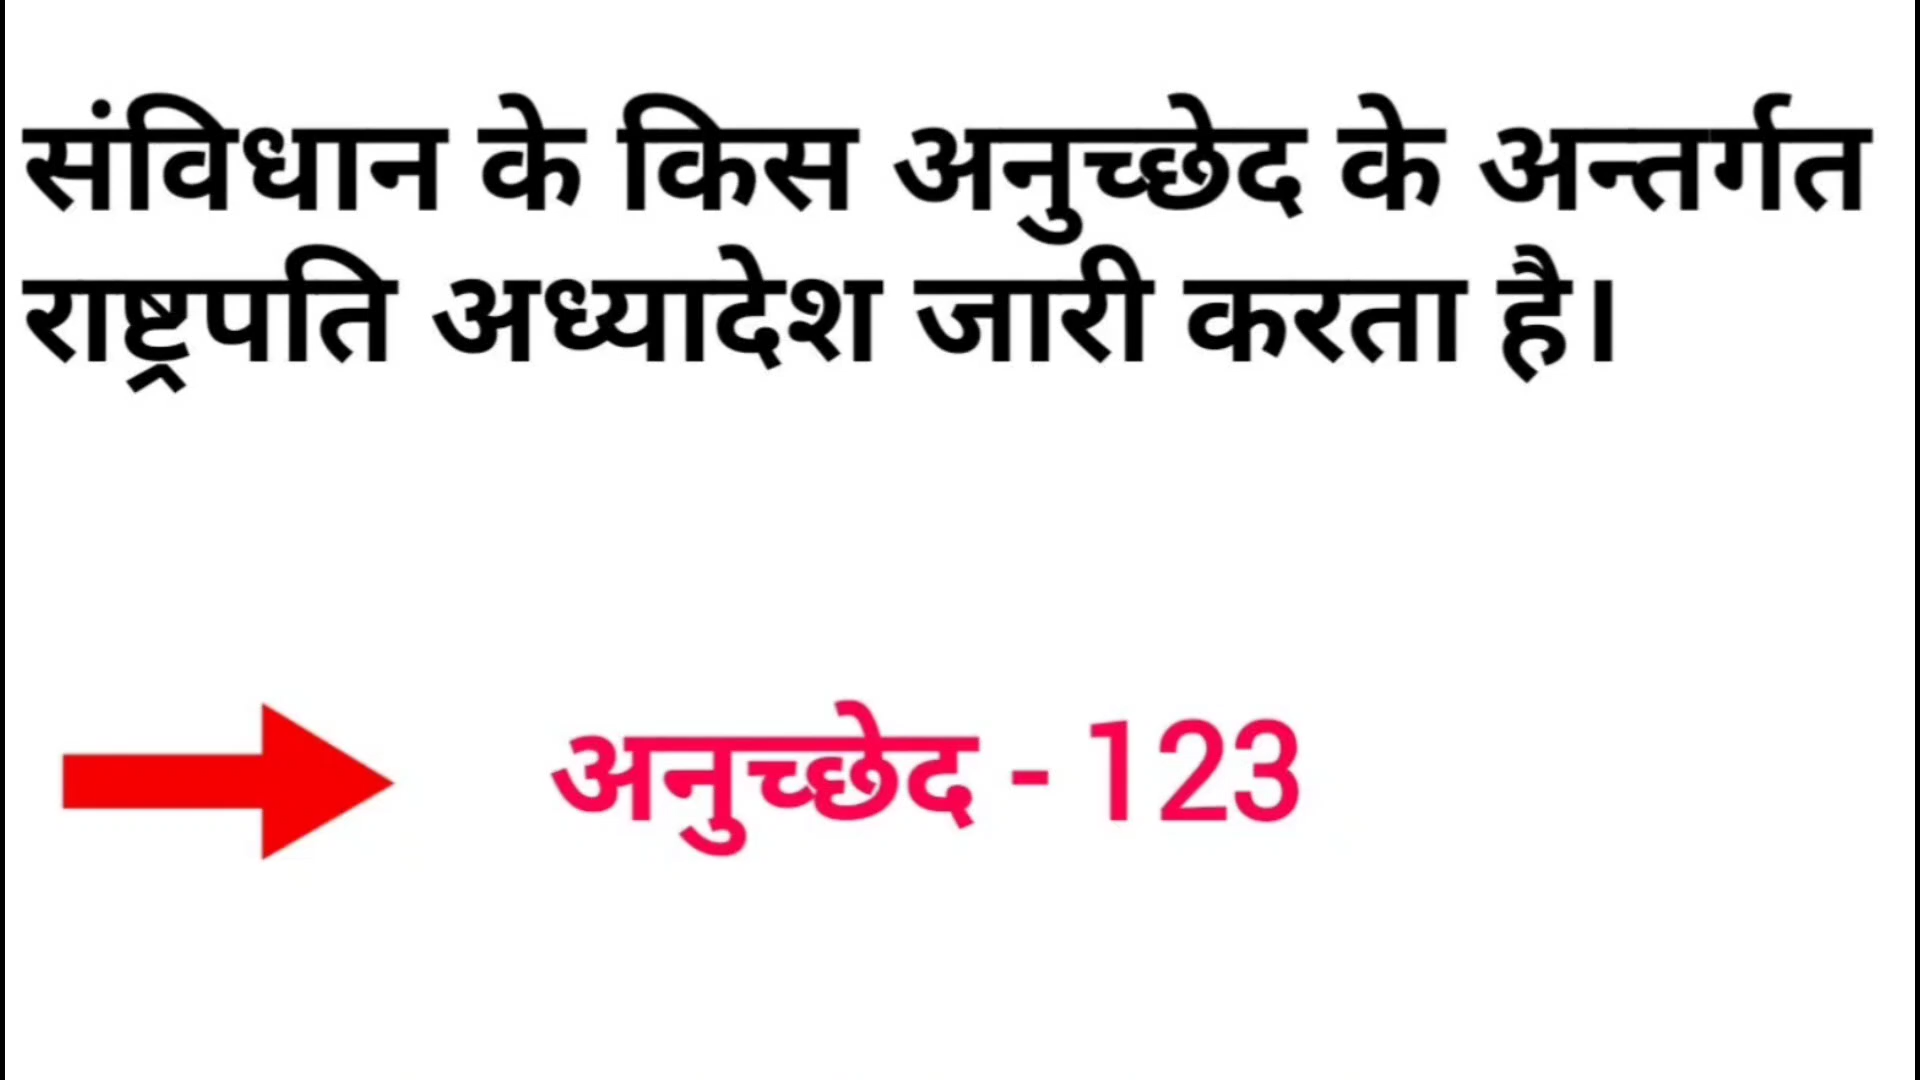 संविधान के किस अनुच्छेद के अन्तर्गत
राष्ट्रपति अध्यादेश जारी करता है।
अनुच्छेद - 123